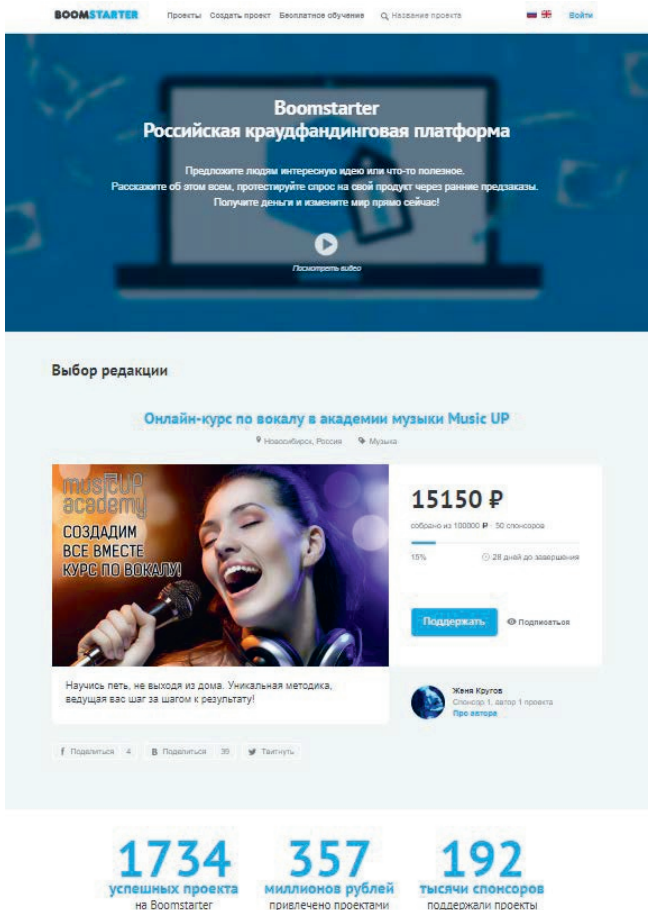 BOOMSTARTER Проекты Создать проект Бесплатное обучение Название проекта Войти
Boomstarter
Российская краудфандинговая платформа
Предложите людям интересную идею или что-то полезное.
Расскажите об этом всем, протестируйте спрос на свой продукт через ранние предзаказы.
Получите деньги и измените мир прямо сейчас!
Посмотреть видео
Выбор редакции
Онлайн-курс по вокалу в академии музыки Music UP
Новосибирск, Россия Музыка
musicUP
academy
СОЗДАДИМ
ВСЕ ВМЕСТЕ
КУРС ПО ВОКАЛУ!
15150 ₽
собрано из 100000 ₽ · 50 спонсоров
15% 28 дней до завершения
Поддержать Подписаться
Научись петь, не выходя из дома. Уникальная методика,
ведущая вас шаг за шагом к результату!
Женя Кругов
Спонсор 1, автор 1 проекта
Про автора
Поделиться 4 Поделиться 39 Твитнуть
1734 357 192
успешных проекта миллионов рублей тысячи спонсоров
на Boomstarter привлечено проектами поддержали проекты